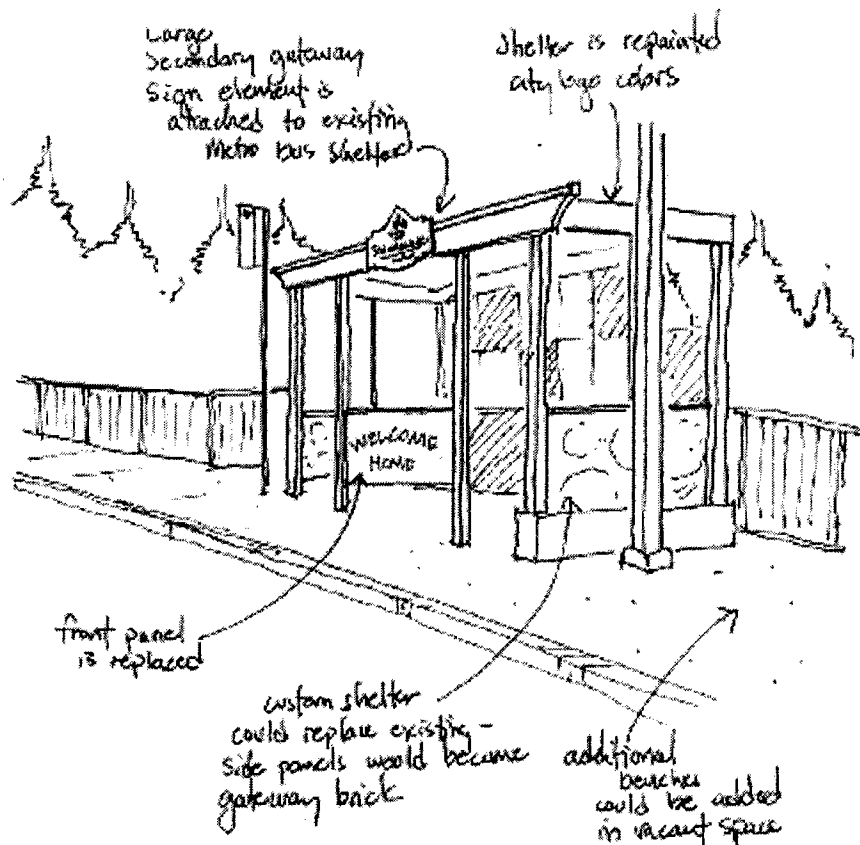 Large
Secondary gateway
Sign element is
attached to existing
Metro bus shelter
Shelter is repainted
city logo colors
WELCOME
HOME
front panel
is replaced
custom shelter
could replace existing -
side panels would become
gateway brick
additional
benches
could be added
in vacant space